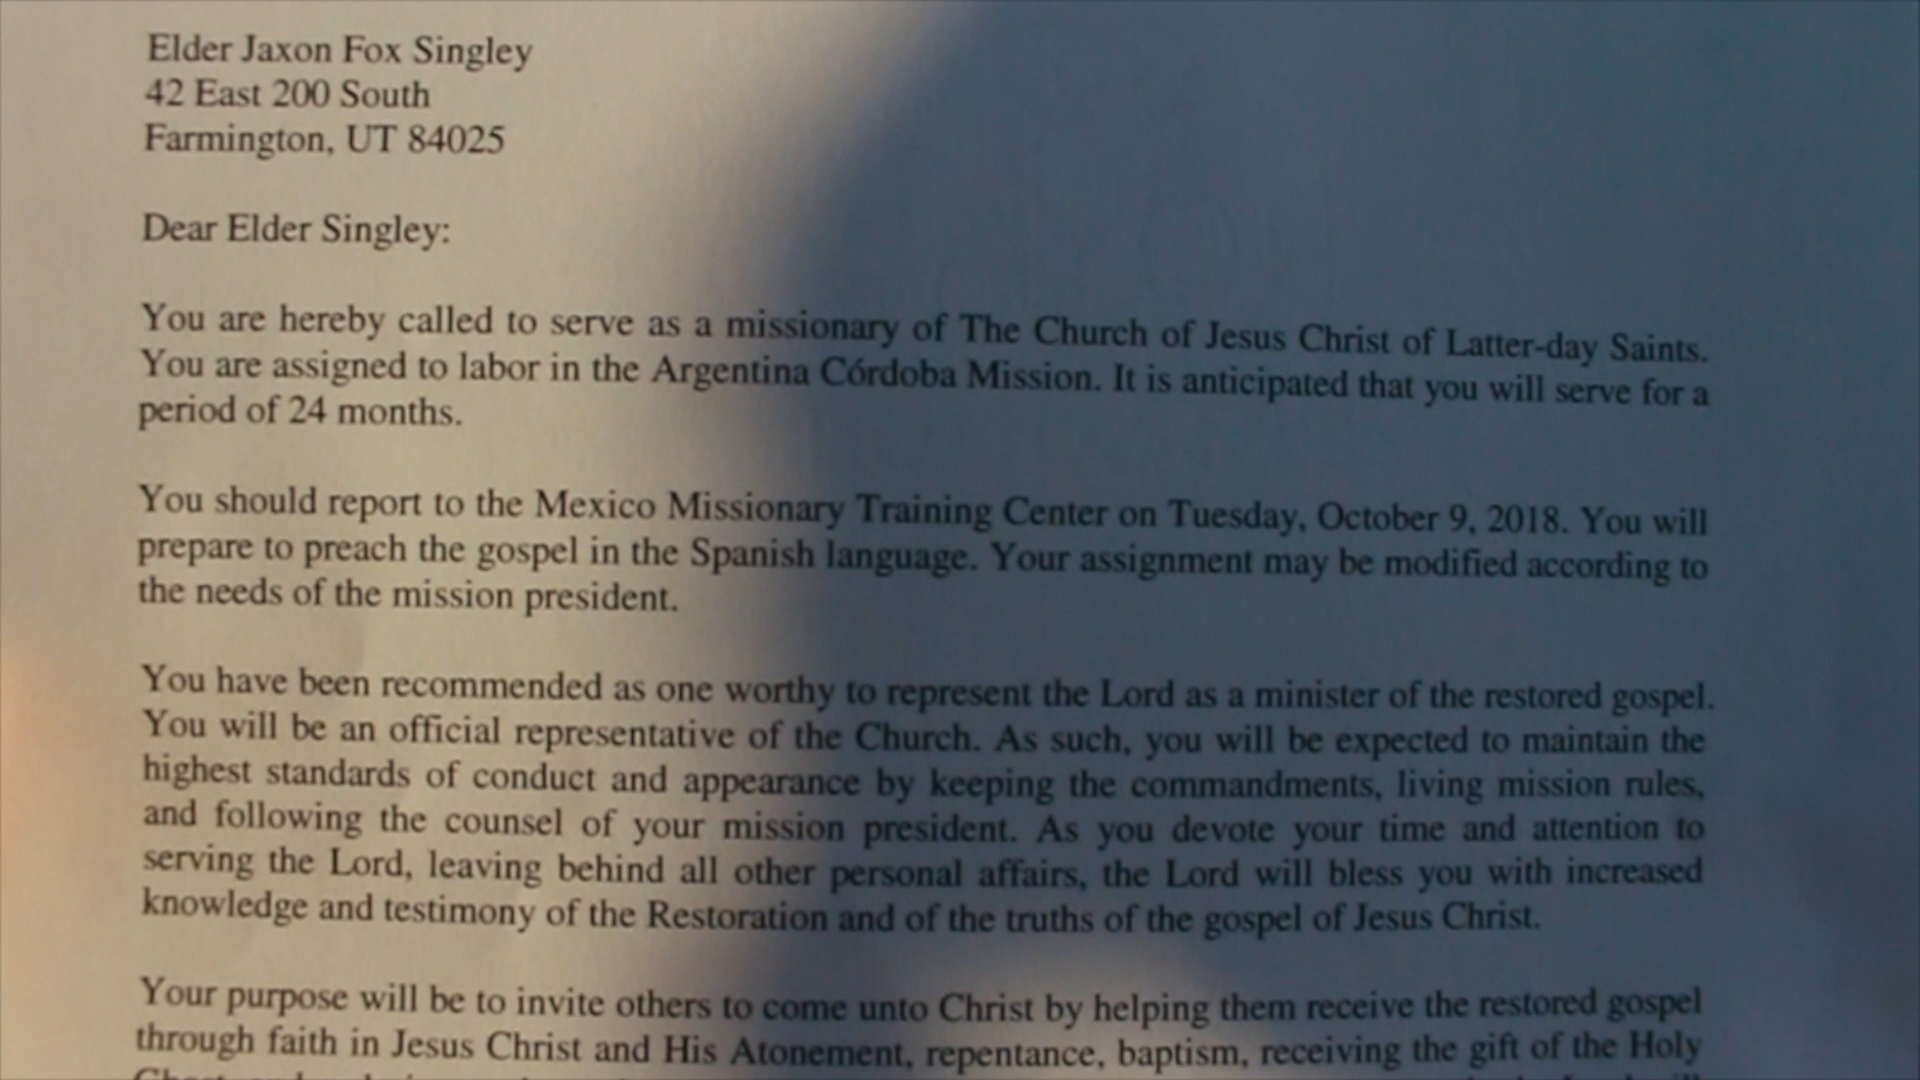 Elder Jaxon Fox Singley
42 East 200 South
Farmington, UT 84025
Dear Elder Singley:
You are hereby called to serve as a missionary of The Church of Jesus Christ of Latter-day Saints.
You are assigned to labor in the Argentina Córdoba Mission. It is anticipated that you will serve for a
period of 24 months.
You should report to the Mexico Missionary Training Center on Tuesday, October 9, 2018. You will
prepare to preach the gospel in the Spanish language. Your assignment may be modified according to
the needs of the mission president.
You have been recommended as one worthy to represent the Lord as a minister of the restored gospel.
You will be an official representative of the Church. As such, you will be expected to maintain the
highest standards of conduct and appearance by keeping the commandments, living mission rules,
and following the counsel of your mission president. As you devote your time and attention to
serving the Lord, leaving behind all other personal affairs, the Lord will bless you with increased
knowledge and testimony of the Restoration and of the truths of the gospel of Jesus Christ.
Your purpose will be to invite others to come unto Christ by helping them receive the restored gospel
through faith in Jesus Christ and His Atonement, repentance, baptism, receiving the gift of the Holy